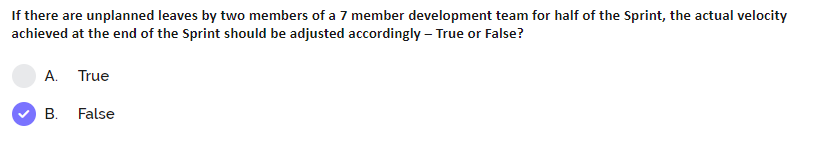 If there are unplanned leaves by two members of a 7 member development team for half of the Sprint, the actual velocity
achieved at the end of the Sprint should be adjusted accordingly – True or False?
A. True
B. False